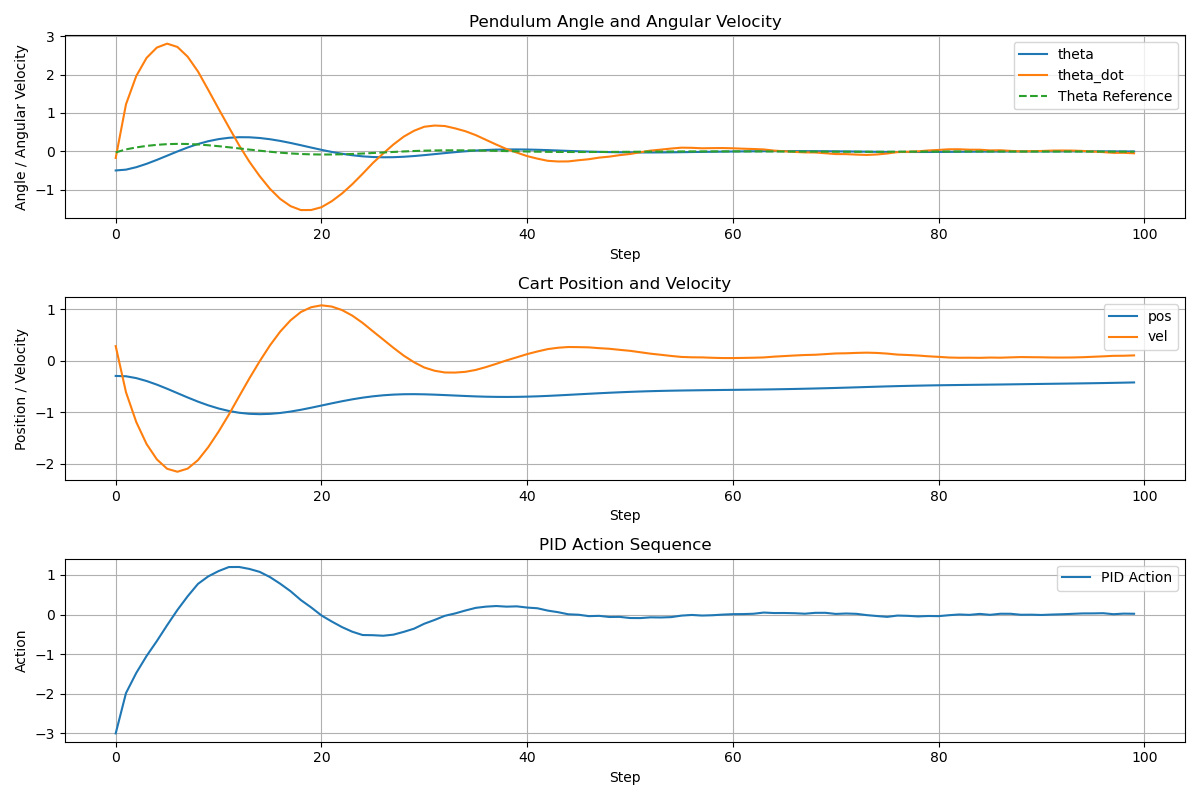 Pendulum Angle and Angular Velocity
Angle / Angular Velocity
3
2
1
0
−1
theta
theta_dot
Theta Reference
0 20 40 60 80 100
Step
Cart Position and Velocity
Position / Velocity
1
0
−1
−2
pos
vel
0 20 40 60 80 100
Step
PID Action Sequence
Action
1
0
−1
−2
−3
PID Action
0 20 40 60 80 100
Step